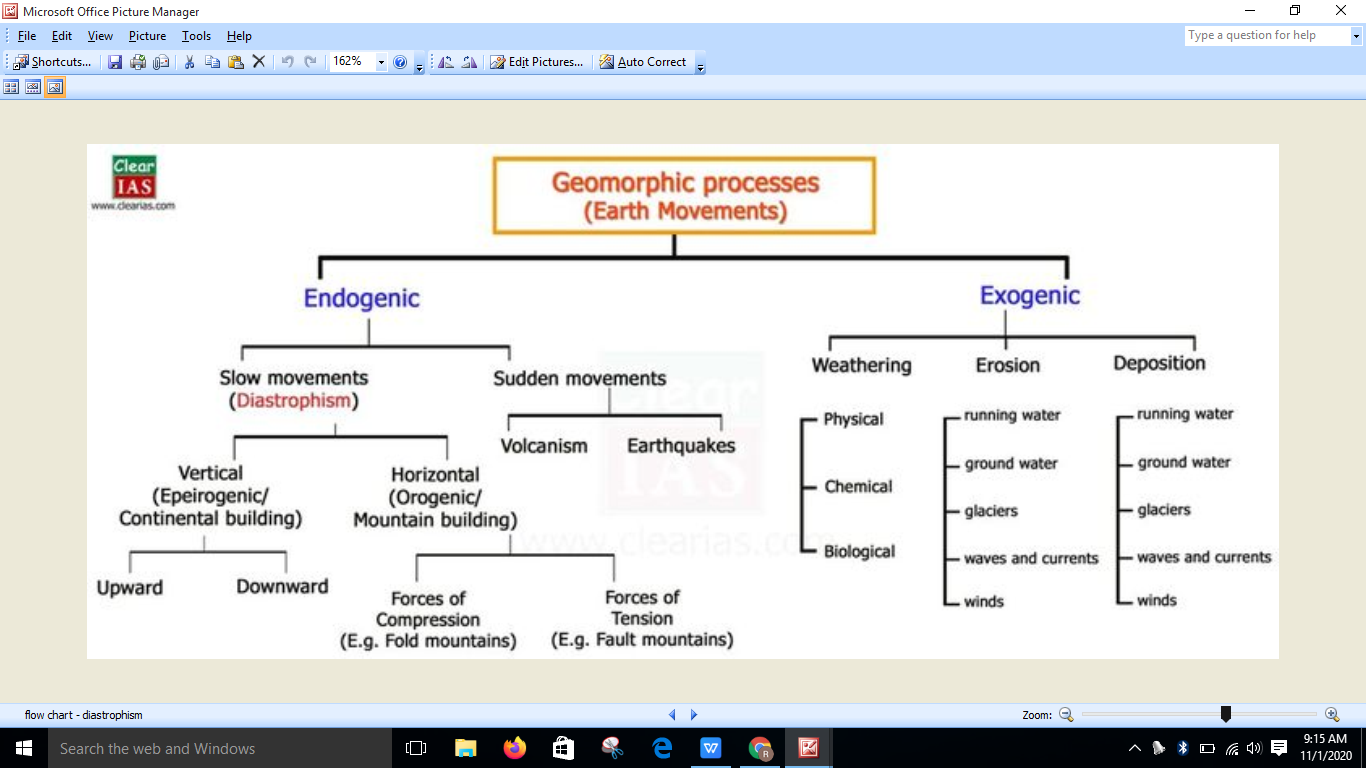 Microsoft Office Picture Manager
File Edit View Picture Tools Help
Type a question for help
Shortcuts... 162% Edit Pictures... Auto Correct
Clear
IAS
www.clearias.com
Geomorphic processes
(Earth Movements)
Endogenic
Exogenic
Slow movements
(Diastrophism)
Sudden movements
Volcanism
Earthquakes
Vertical
(Epeirogenic/
Continental building)
Horizontal
(Orogenic/
Mountain building)
Upward
Downward
Forces of
Compression
(E.g. Fold mountains)
Forces of
Tension
(E.g. Fault mountains)
Weathering
Physical
Chemical
Biological
Erosion
running water
ground water
glaciers
waves and currents
winds
Deposition
running water
ground water
glaciers
waves and currents
winds
Clear
IAS
www.clearias.com
flow chart - diastrophism
Zoom:
Search the web and Windows
9:15 AM
11/1/2020